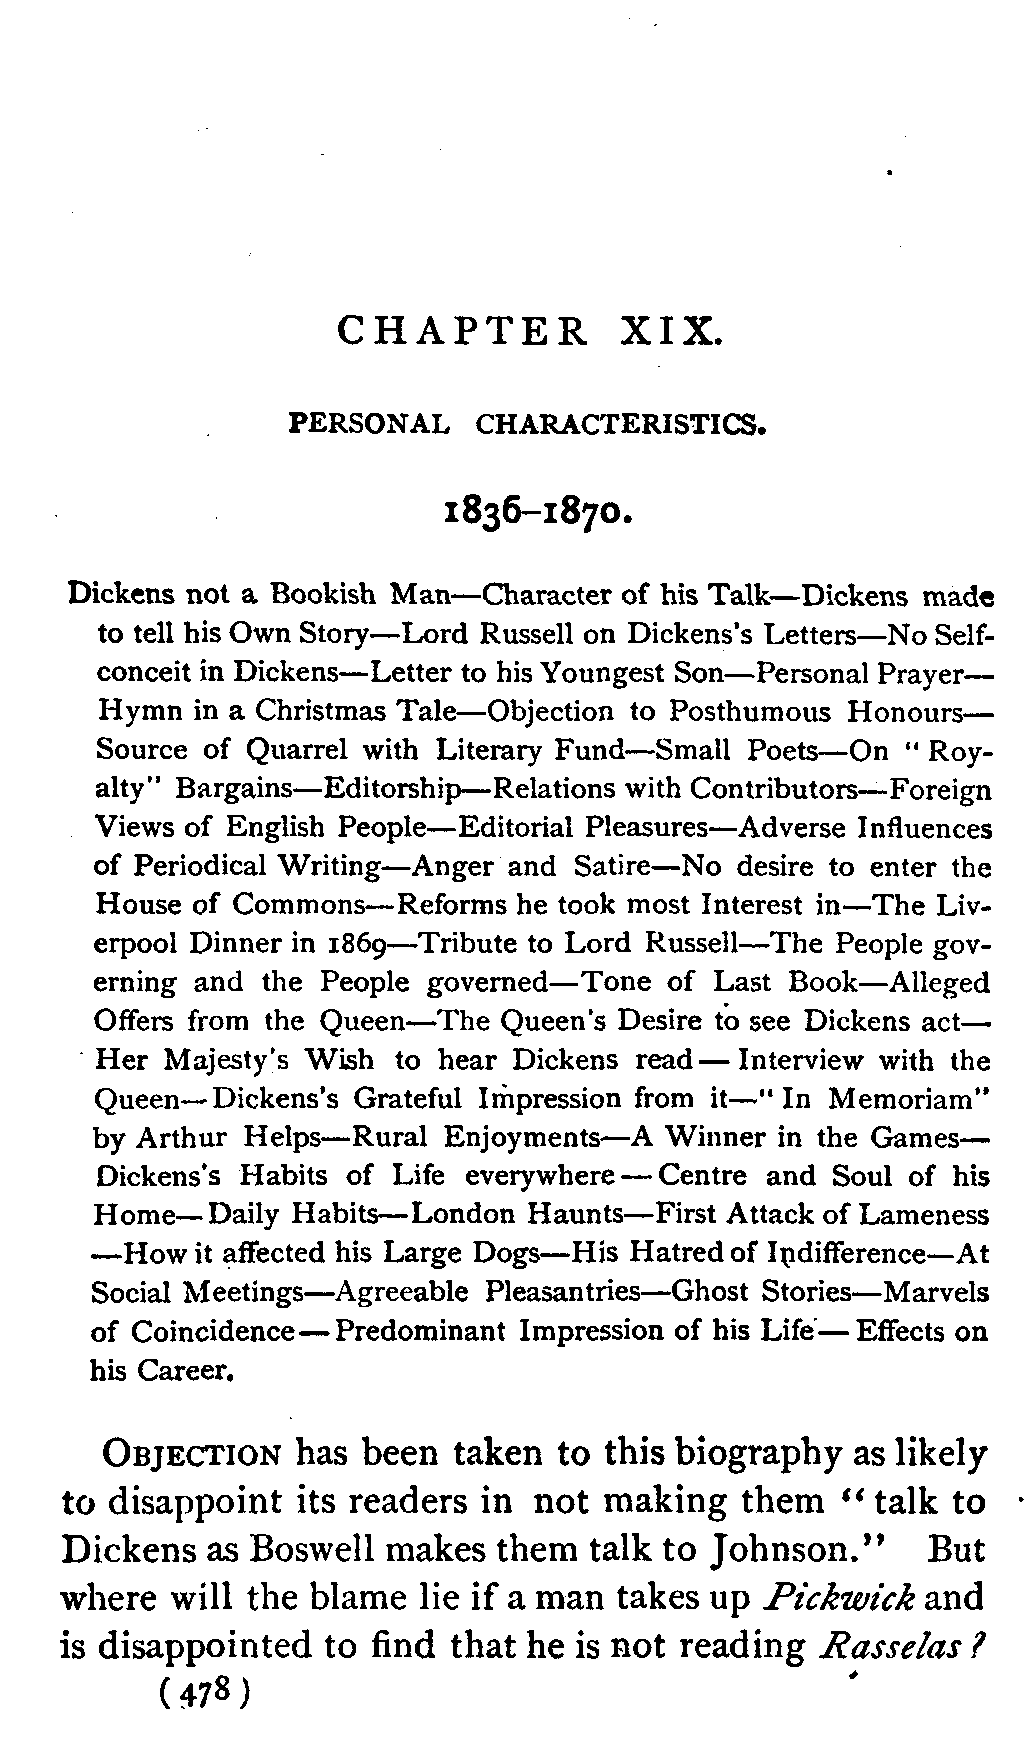 CHAPTER XIX.
PERSONAL CHARACTERISTICS.
1836–1870.
Dickens not a Bookish Man—Character of his Talk—Dickens made
to tell his Own Story—Lord Russell on Dickens's Letters—No Self-
conceit in Dickens—Letter to his Youngest Son—Personal Prayer—
Hymn in a Christmas Tale—Objection to Posthumous Honours—
Source of Quarrel with Literary Fund—Small Poets—On "Roy-
alty" Bargains—Editorship—Relations with Contributors—Foreign
Views of English People—Editorial Pleasures—Adverse Influences
of Periodical Writing—Anger and Satire—No desire to enter the
House of Commons—Reforms he took most Interest in—The Liv-
erpool Dinner in 1869—Tribute to Lord Russell—The People gov-
erning and the People governed—Tone of Last Book—Alleged
Offers from the Queen—The Queen's Desire to see Dickens act—
Her Majesty's Wish to hear Dickens read—Interview with the
Queen—Dickens's Grateful Impression from it—"In Memoriam"
by Arthur Helps—Rural Enjoyments—A Winner in the Games—
Dickens's Habits of Life everywhere—Centre and Soul of his
Home—Daily Habits—London Haunts—First Attack of Lameness
—How it affected his Large Dogs—His Hatred of Indifference—At
Social Meetings—Agreeable Pleasantries—Ghost Stories—Marvels
of Coincidence—Predominant Impression of his Life—Effects on
his Career.
OBJECTION has been taken to this biography as likely
to disappoint its readers in not making them "talk to
Dickens as Boswell makes them talk to Johnson." But
where will the blame lie if a man takes up Pickwick and
is disappointed to find that he is not reading Rasselas?
(478)